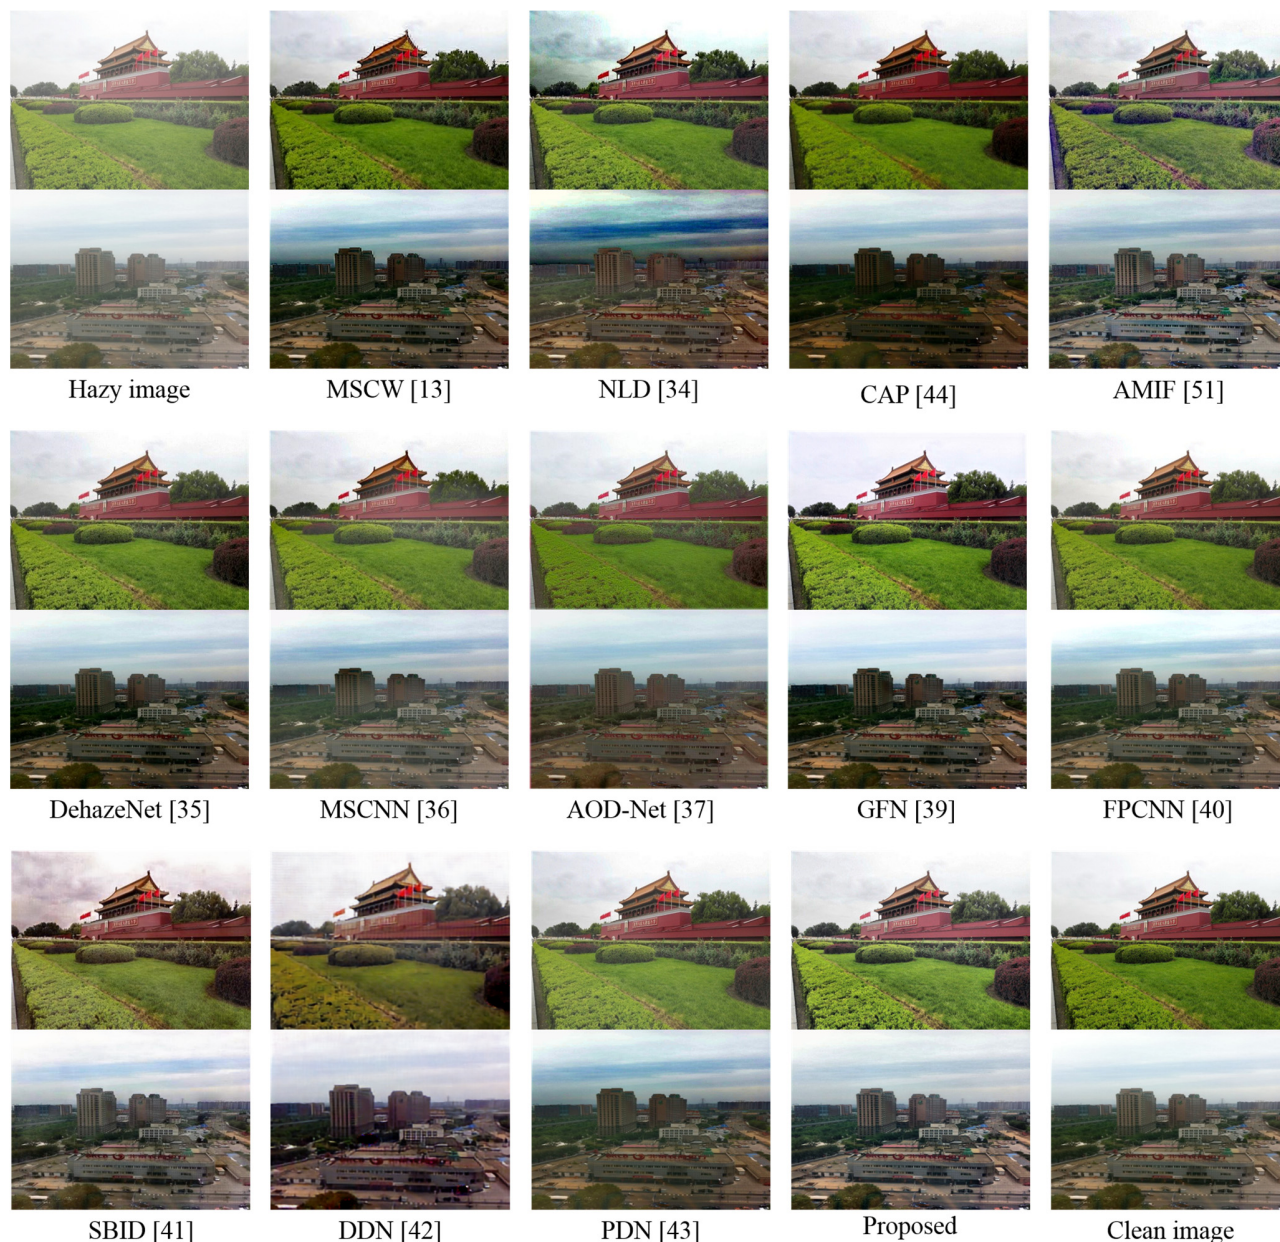 Hazy image
MSCW [13]
NLD [34]
CAP [44]
AMIF [51]
DehazeNet [35]
MSCNN [36]
AOD-Net [37]
GFN [39]
FPCNN [40]
SBID [41]
DDN [42]
PDN [43]
Proposed
Clean image